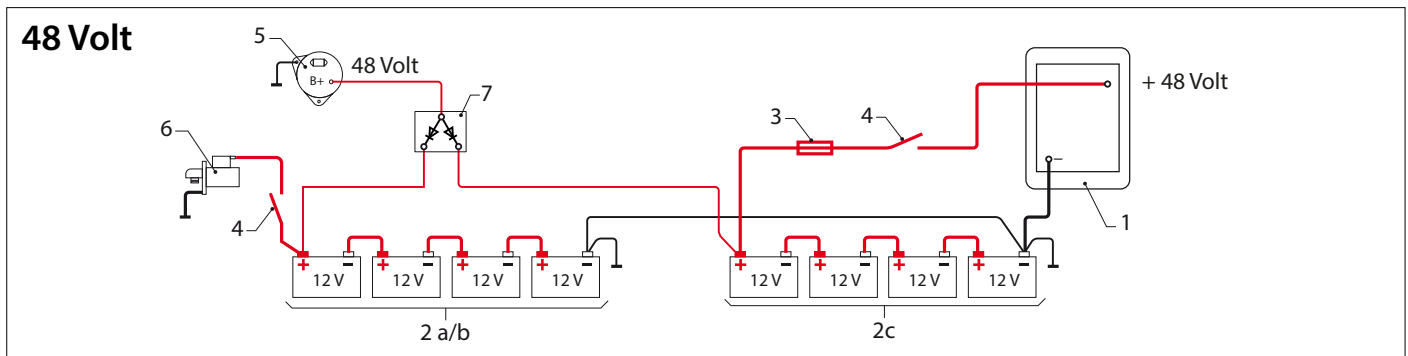 48 Volt
5
48 Volt
B+
7
+ 48 Volt
3
4
6
–
1
4
+ – + – + – + –
12 V 12 V 12 V 12 V
+ – + – + – + –
12 V 12 V 12 V 12 V
2 a/b
2c